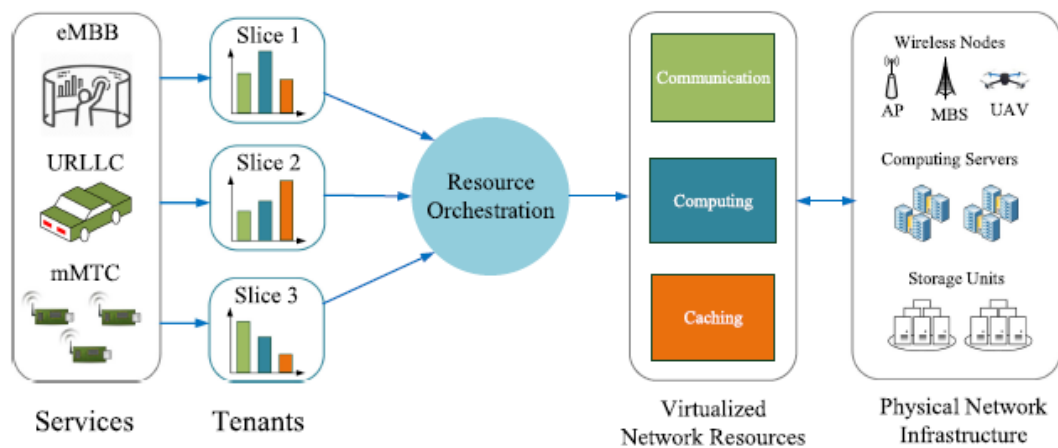 eMBB
URLLC
mMTC
Services
Slice 1
Slice 2
Slice 3
Tenants
Resource
Orchestration
Communication
Computing
Caching
Virtualized
Network Resources
Wireless Nodes
AP
MBS
UAV
Computing Servers
Storage Units
Physical Network
Infrastructure